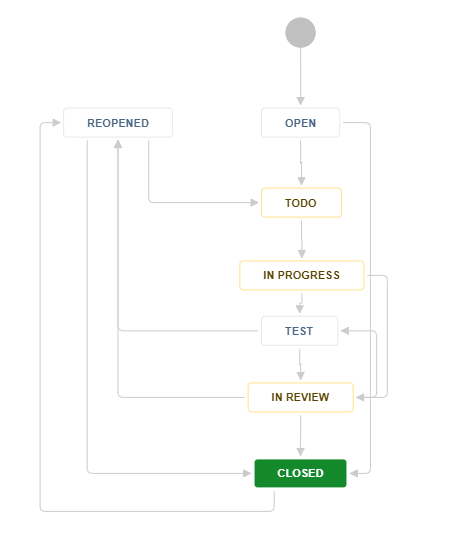 REOPENED
OPEN
TODO
IN PROGRESS
TEST
IN REVIEW
CLOSED